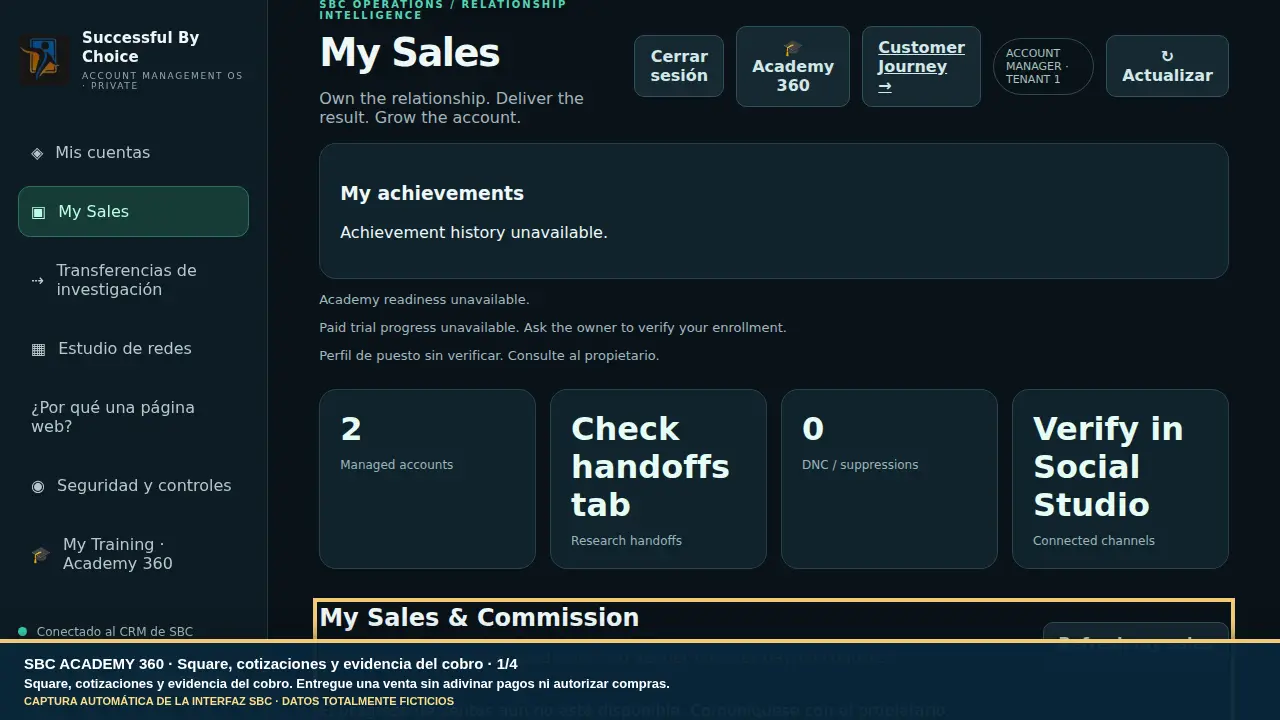 Successful By
Choice
ACCOUNT MANAGEMENT OS
· PRIVATE
◈ Mis cuentas
▣ My Sales
⇢ Transferencias de
investigación
▦ Estudio de redes
¿Por qué una página
web?
◉ Seguridad y controles
🎓 My Training ·
Academy 360
Conectado al CRM de SBC
SBC OPERATIONS / RELATIONSHIP
INTELLIGENCE
My Sales
Own the relationship. Deliver the
result. Grow the account.
Cerrar
sesión
🎓
Academy
360
Customer
Journey
→
ACCOUNT
MANAGER ·
TENANT 1
↻
Actualizar
My achievements
Achievement history unavailable.
Academy readiness unavailable.
Paid trial progress unavailable. Ask the owner to verify your enrollment.
Perfil de puesto sin verificar. Consulte al propietario.
2
Managed accounts
Check
handoffs
tab
Research handoffs
0
DNC / suppressions
Verify in
Social
Studio
Connected channels
My Sales & Commission
SBC ACADEMY 360 · Square, cotizaciones y evidencia del cobro · 1/4
Square, cotizaciones y evidencia del cobro. Entregue una venta sin adivinar pagos ni autorizar compras.
CAPTURA AUTOMÁTICA DE LA INTERFAZ SBC · DATOS TOTALMENTE FICTICIOS